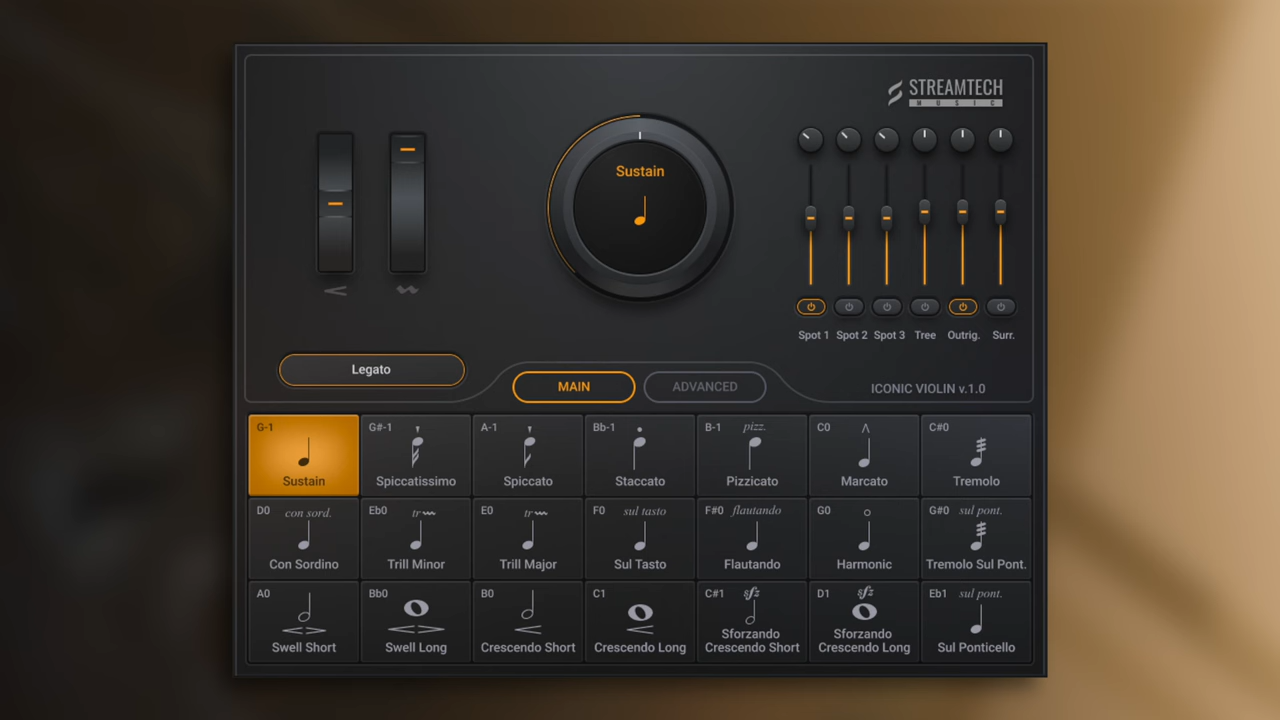 STREAMTECH
MUSIC
Sustain
Spot 1 Spot 2 Spot 3 Tree Outrig. Surr.
Legato
MAIN
ADVANCED
ICONIC VIOLIN v.1.0
G-1
Sustain
G#-1
Spiccatissimo
A-1
Spiccato
Bb-1
Staccato
B-1 pizz.
Pizzicato
C0
Marcato
C#0
Tremolo
D0 con sord.
Con Sordino
Eb0 tr
Trill Minor
E0 tr
Trill Major
F0 sul tasto
Sul Tasto
F#0 flautando
Flautando
G0
Harmonic
G#0 sul pont.
Tremolo Sul Pont.
A0
Swell Short
Bb0
Swell Long
B0
Crescendo Short
C1
Crescendo Long
C#1 sfz
Sforzando
Crescendo Short
D1 sfz
Sforzando
Crescendo Long
Eb1 sul pont.
Sul Ponticello